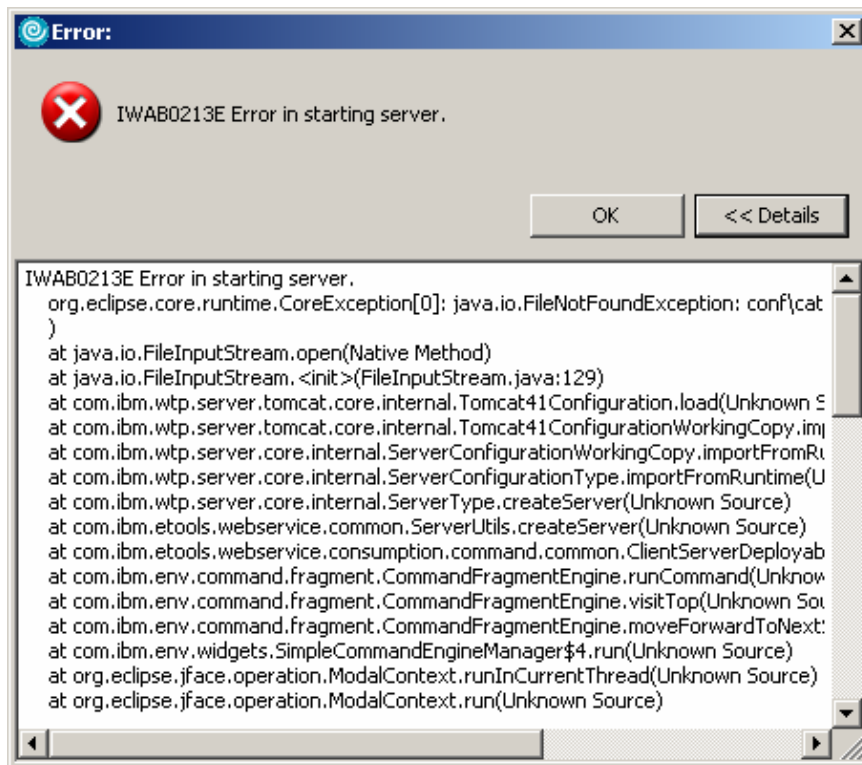 Error:
IWAB0213E Error in starting server.
OK
<< Details
IWAB0213E Error in starting server.
org.eclipse.core.runtime.CoreException[0]: java.io.FileNotFoundException: conf\cat
)
at java.io.FileInputStream.open(Native Method)
at java.io.FileInputStream.<init>(FileInputStream.java:129)
at com.ibm.wtp.server.tomcat.core.internal.Tomcat41Configuration.load(Unknown S
at com.ibm.wtp.server.tomcat.core.internal.Tomcat41ConfigurationWorkingCopy.imp
at com.ibm.wtp.server.core.internal.ServerConfigurationWorkingCopy.importFromRu
at com.ibm.wtp.server.core.internal.ServerConfigurationType.importFromRuntime(U
at com.ibm.wtp.server.core.internal.ServerType.createServer(Unknown Source)
at com.ibm.etools.webservice.common.ServerUtils.createServer(Unknown Source)
at com.ibm.etools.webservice.consumption.command.common.ClientServerDeployab
at com.ibm.env.command.fragment.CommandFragmentEngine.runCommand(Unknow
at com.ibm.env.command.fragment.CommandFragmentEngine.visitTop(Unknown Sou
at com.ibm.env.command.fragment.CommandFragmentEngine.moveForwardToNext
at com.ibm.env.widgets.SimpleCommandEngineManager$4.run(Unknown Source)
at org.eclipse.jface.operation.ModalContext.runInCurrentThread(Unknown Source)
at org.eclipse.jface.operation.ModalContext.run(Unknown Source)